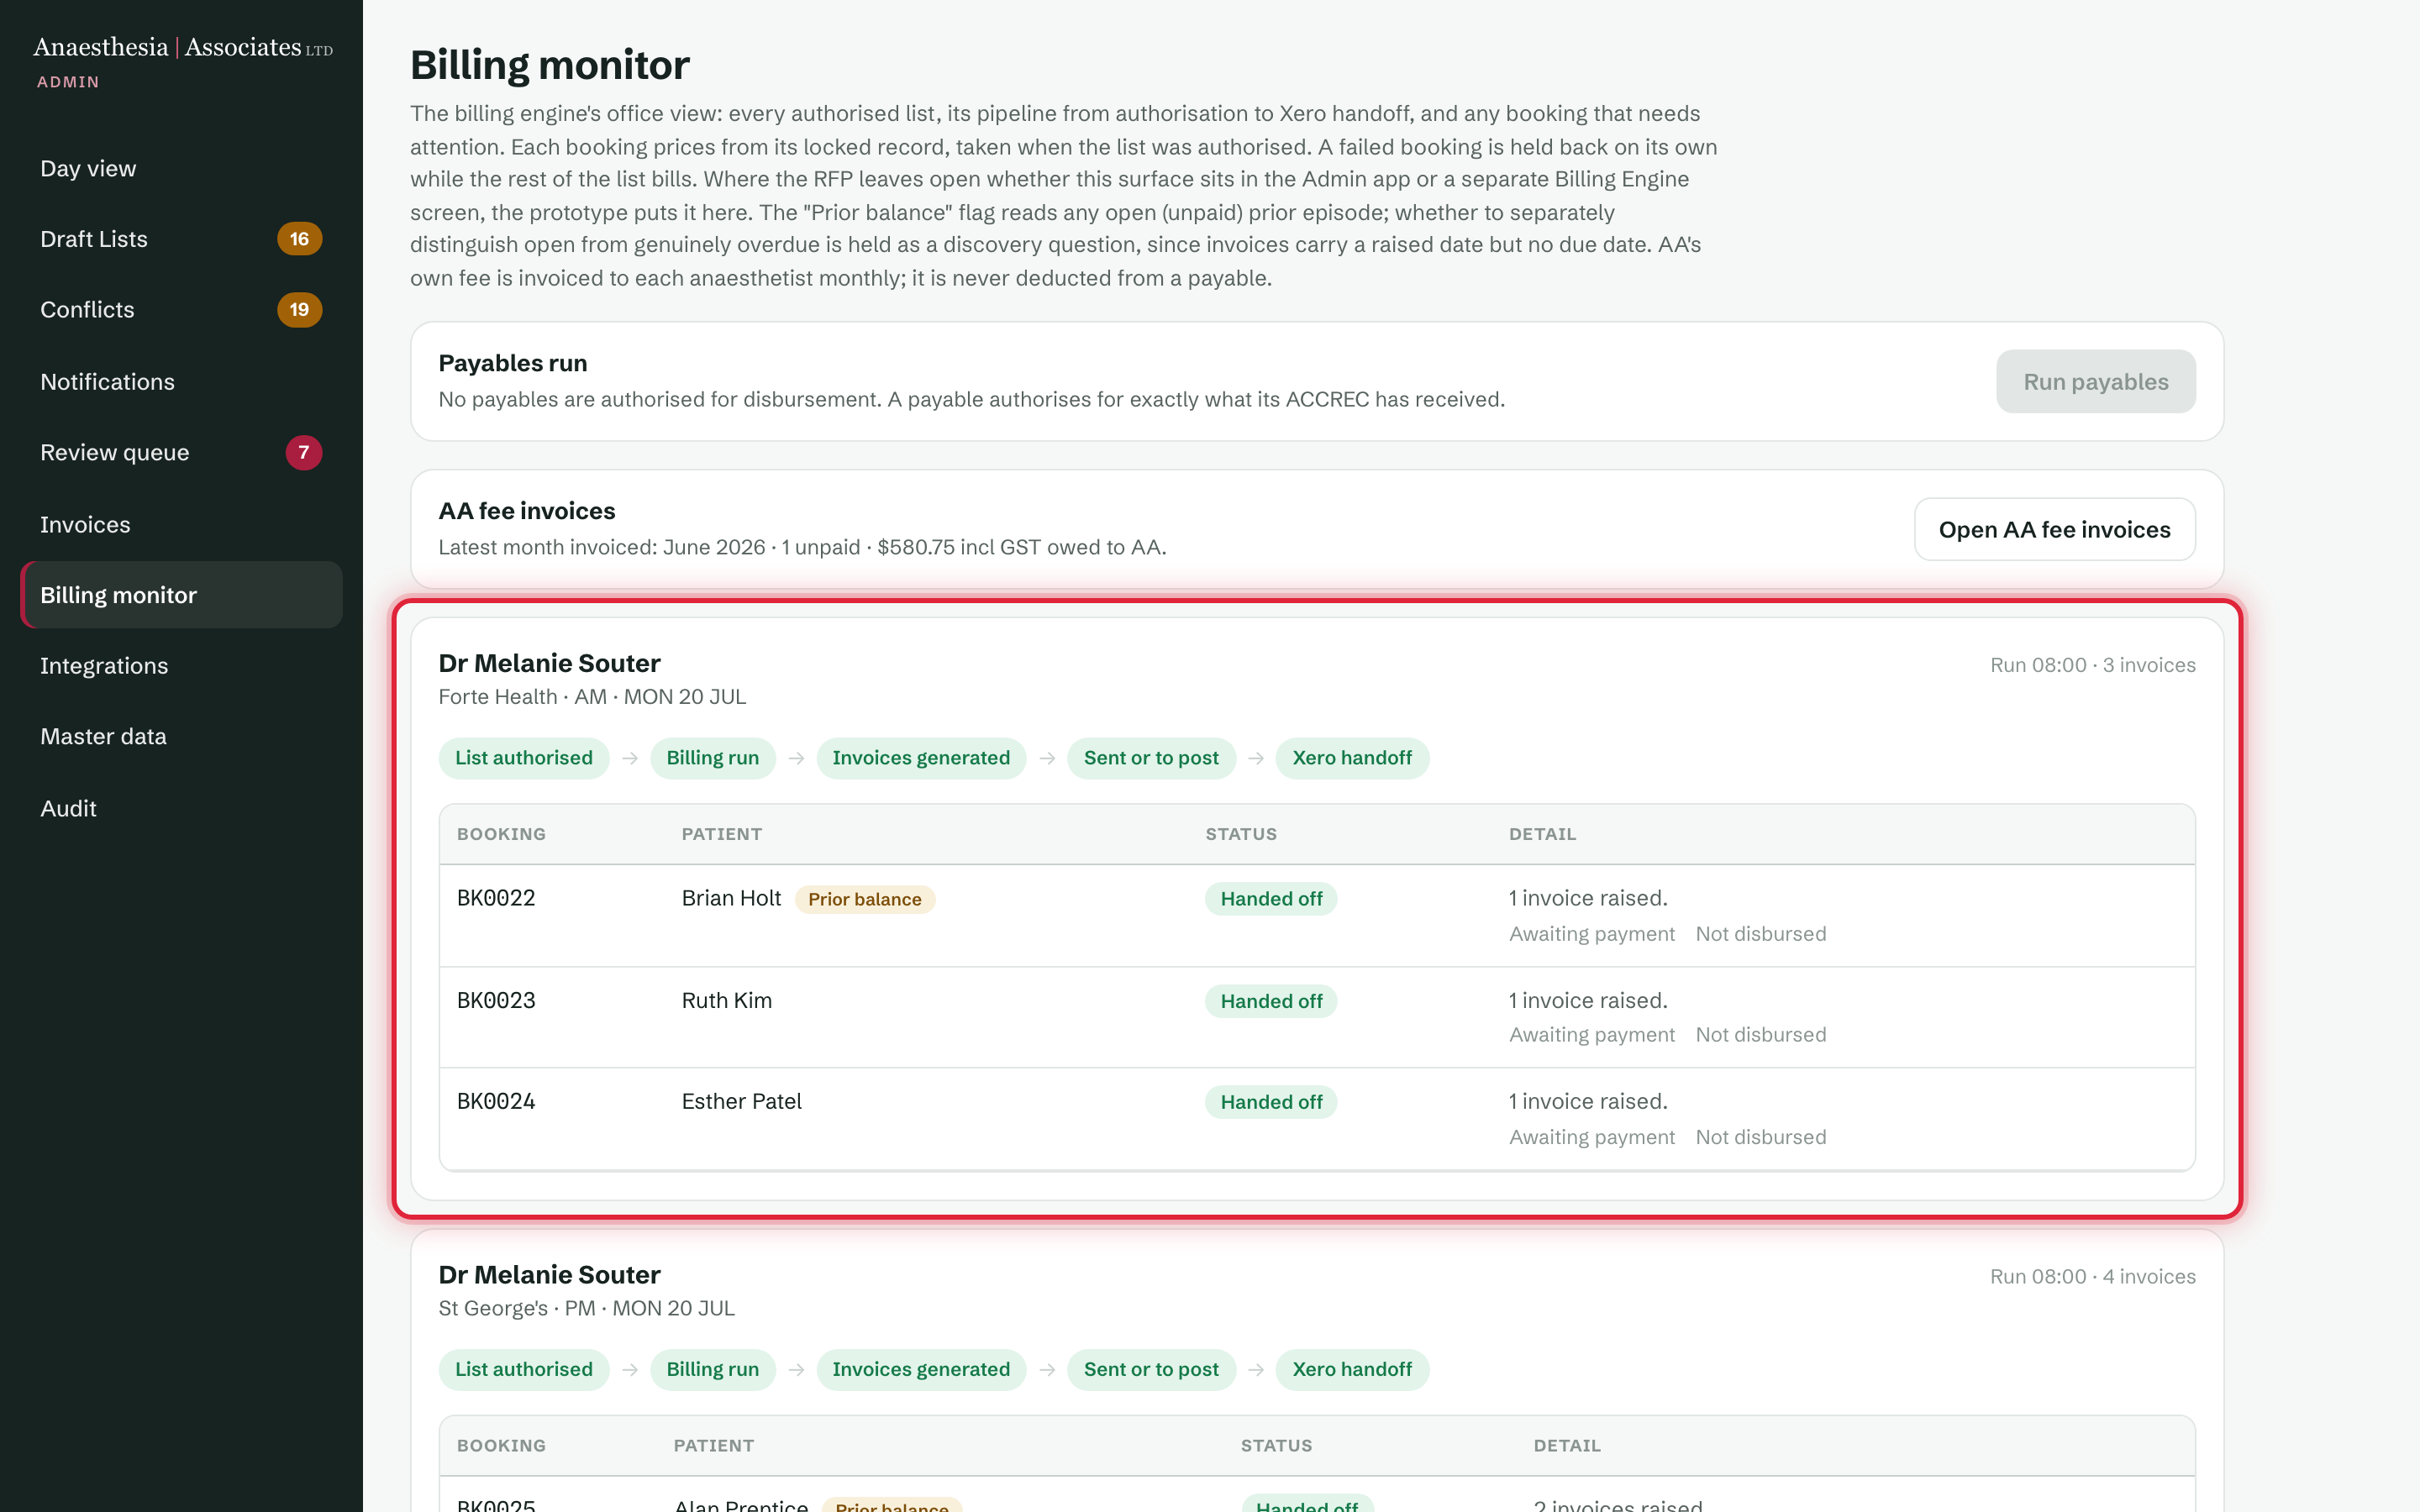 Anaesthesia | Associates LTD
ADMIN
Day view
Draft Lists 16
Conflicts 19
Notifications
Review queue 7
Invoices
Billing monitor
Integrations
Master data
Audit
Billing monitor
The billing engine's office view: every authorised list, its pipeline from authorisation to Xero handoff, and any booking that needs
attention. Each booking prices from its locked record, taken when the list was authorised. A failed booking is held back on its own
while the rest of the list bills. Where the RFP leaves open whether this surface sits in the Admin app or a separate Billing Engine
screen, the prototype puts it here. The "Prior balance" flag reads any open (unpaid) prior episode; whether to separately
distinguish open from genuinely overdue is held as a discovery question, since invoices carry a raised date but no due date. AA's
own fee is invoiced to each anaesthetist monthly; it is never deducted from a payable.
Payables run
No payables are authorised for disbursement. A payable authorises for exactly what its ACCREC has received.
Run payables
AA fee invoices
Latest month invoiced: June 2026 · 1 unpaid · $580.75 incl GST owed to AA.
Open AA fee invoices
Dr Melanie Souter
Run 08:00 · 3 invoices
Forte Health · AM · MON 20 JUL
List authorised → Billing run → Invoices generated → Sent or to post → Xero handoff
BOOKING PATIENT STATUS DETAIL
BK0022 Brian Holt Prior balance Handed off 1 invoice raised.
Awaiting payment Not disbursed
BK0023 Ruth Kim Handed off 1 invoice raised.
Awaiting payment Not disbursed
BK0024 Esther Patel Handed off 1 invoice raised.
Awaiting payment Not disbursed
Dr Melanie Souter
Run 08:00 · 4 invoices
St George's · PM · MON 20 JUL
List authorised → Billing run → Invoices generated → Sent or to post → Xero handoff
BOOKING PATIENT STATUS DETAIL
BK0025 Alan Prentice Prior balance Handed off 2 invoices raised.